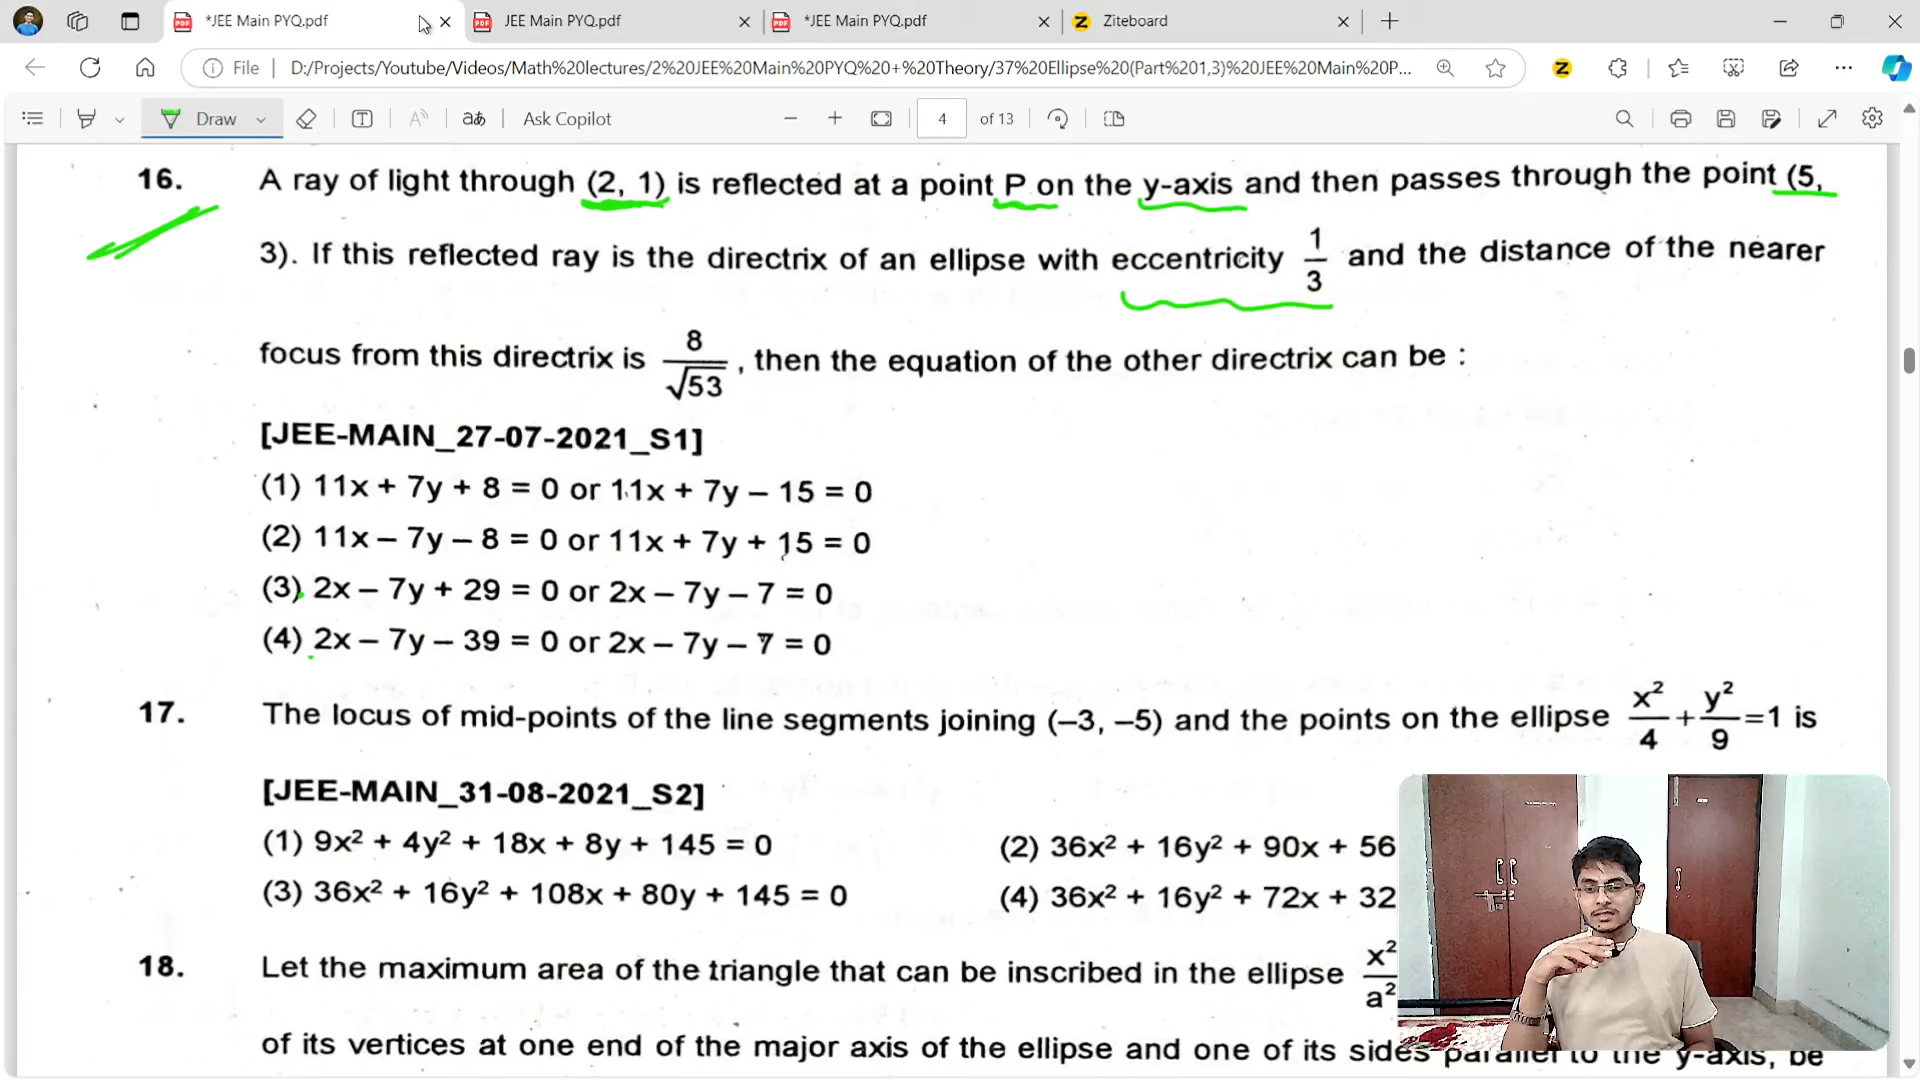 *JEE Main PYQ.pdf
JEE Main PYQ.pdf
*JEE Main PYQ.pdf
Ziteboard
File
D:/Projects/Youtube/Videos/Math%20lectures/2%20JEE%20Main%20PYQ%20+%20Theory/37%20Ellipse%20(Part%201,3)%20JEE%20Main%20P...
Draw
Ask Copilot
4 of 13
16. A ray of light through (2, 1) is reflected at a point P on the y-axis and then passes through the point (5,
3). If this reflected ray is the directrix of an ellipse with eccentricity 1/3 and the distance of the nearer
focus from this directrix is 8/√53, then the equation of the other directrix can be :
[JEE-MAIN_27-07-2021_S1]
(1) 11x + 7y + 8 = 0 or 11x + 7y – 15 = 0
(2) 11x – 7y – 8 = 0 or 11x + 7y + 15 = 0
(3) 2x – 7y + 29 = 0 or 2x – 7y – 7 = 0
(4) 2x – 7y – 39 = 0 or 2x – 7y – 7 = 0
17. The locus of mid-points of the line segments joining (–3, –5) and the points on the ellipse x²/4 + y²/9 = 1 is
[JEE-MAIN_31-08-2021_S2]
(1) 9x² + 4y² + 18x + 8y + 145 = 0
(2) 36x² + 16y² + 90x + 56
(3) 36x² + 16y² + 108x + 80y + 145 = 0
(4) 36x² + 16y² + 72x + 32
18. Let the maximum area of the triangle that can be inscribed in the ellipse x²/a²
of its vertices at one end of the major axis of the ellipse and one of its sides parallel to the y-axis, be